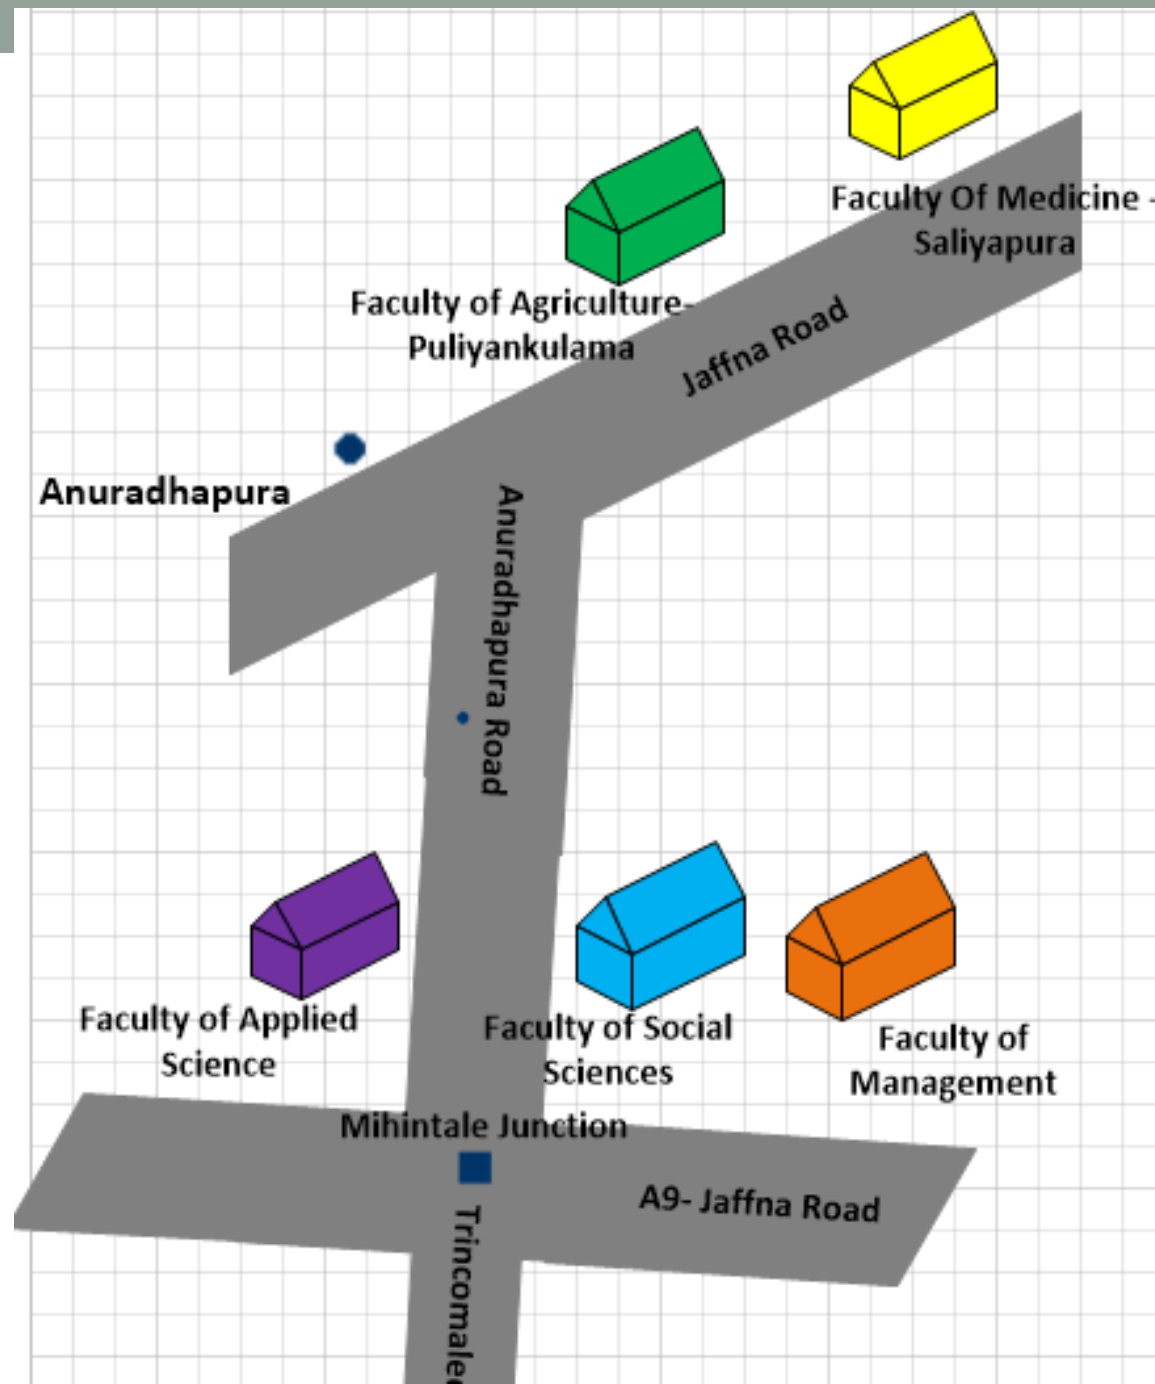 Faculty Of Medicine -
Saliyapura
Faculty of Agriculture-
Puliyankulama
Jaffna Road
Anuradhapura
Anuradhapura Road
Faculty of Applied
Science
Faculty of Social
Sciences
Faculty of
Management
Mihintale Junction
A9- Jaffna Road